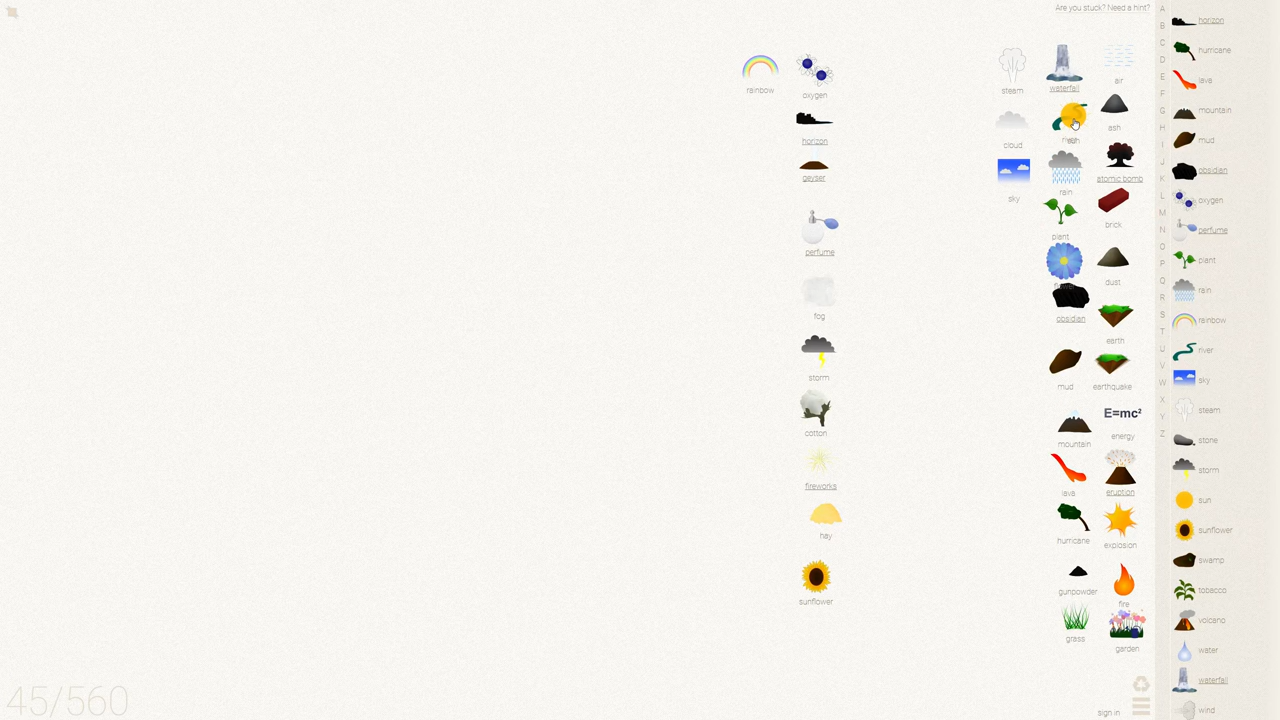 Are you stuck? Need a hint?
rainbow
oxygen
steam
waterfall
air
horizon
cloud
sun
ash
geyser
sky
rain
atomic bomb
perfume
plant
brick
fog
flower
dust
storm
obsidian
earth
cotton
mud
earthquake
E=mc²
fireworks
mountain
energy
hay
lava
eruption
sunflower
hurricane
explosion
gunpowder
fire
grass
garden
sign in
45/560
A
B
C
D
E
F
G
H
I
J
K
L
M
N
O
P
Q
R
S
T
U
V
W
X
Y
Z
horizon
hurricane
lava
mountain
mud
obsidian
oxygen
perfume
plant
rain
rainbow
river
sky
steam
stone
storm
sun
sunflower
swamp
tobacco
volcano
water
waterfall
wind